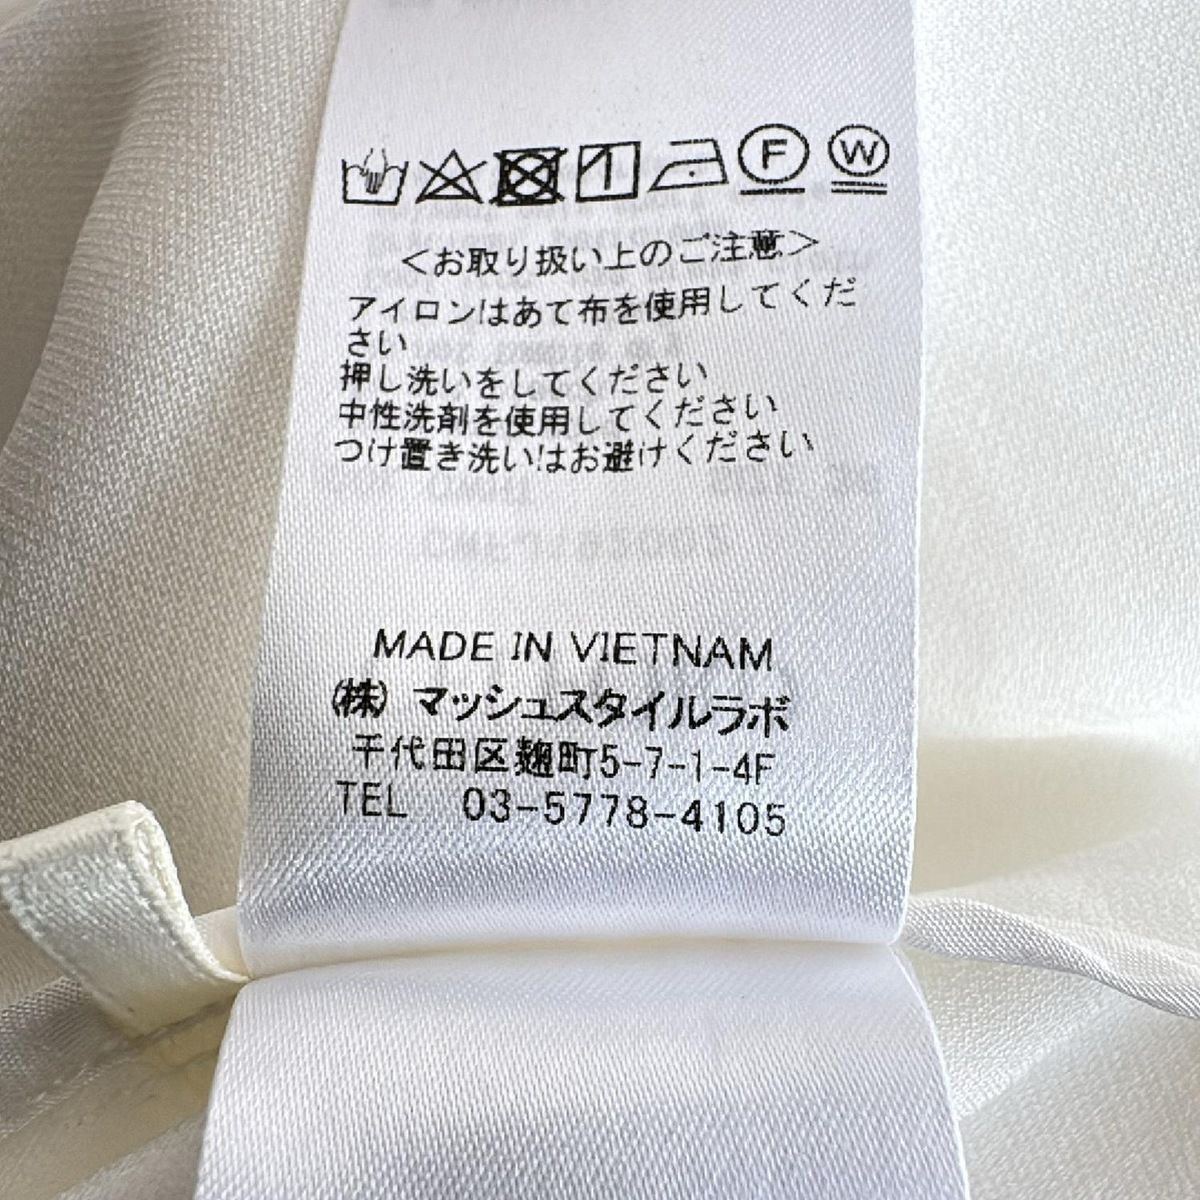 F W
<お取り扱い上のご注意>
アイロンはあて布を使用してくだ
さい
押し洗いをしてください
中性洗剤を使用してください
つけ置き洗いはお避けください
MADE IN VIETNAM
(株) マッシュスタイルラボ
千代田区麹町5-7-1-4F
TEL 03-5778-4105